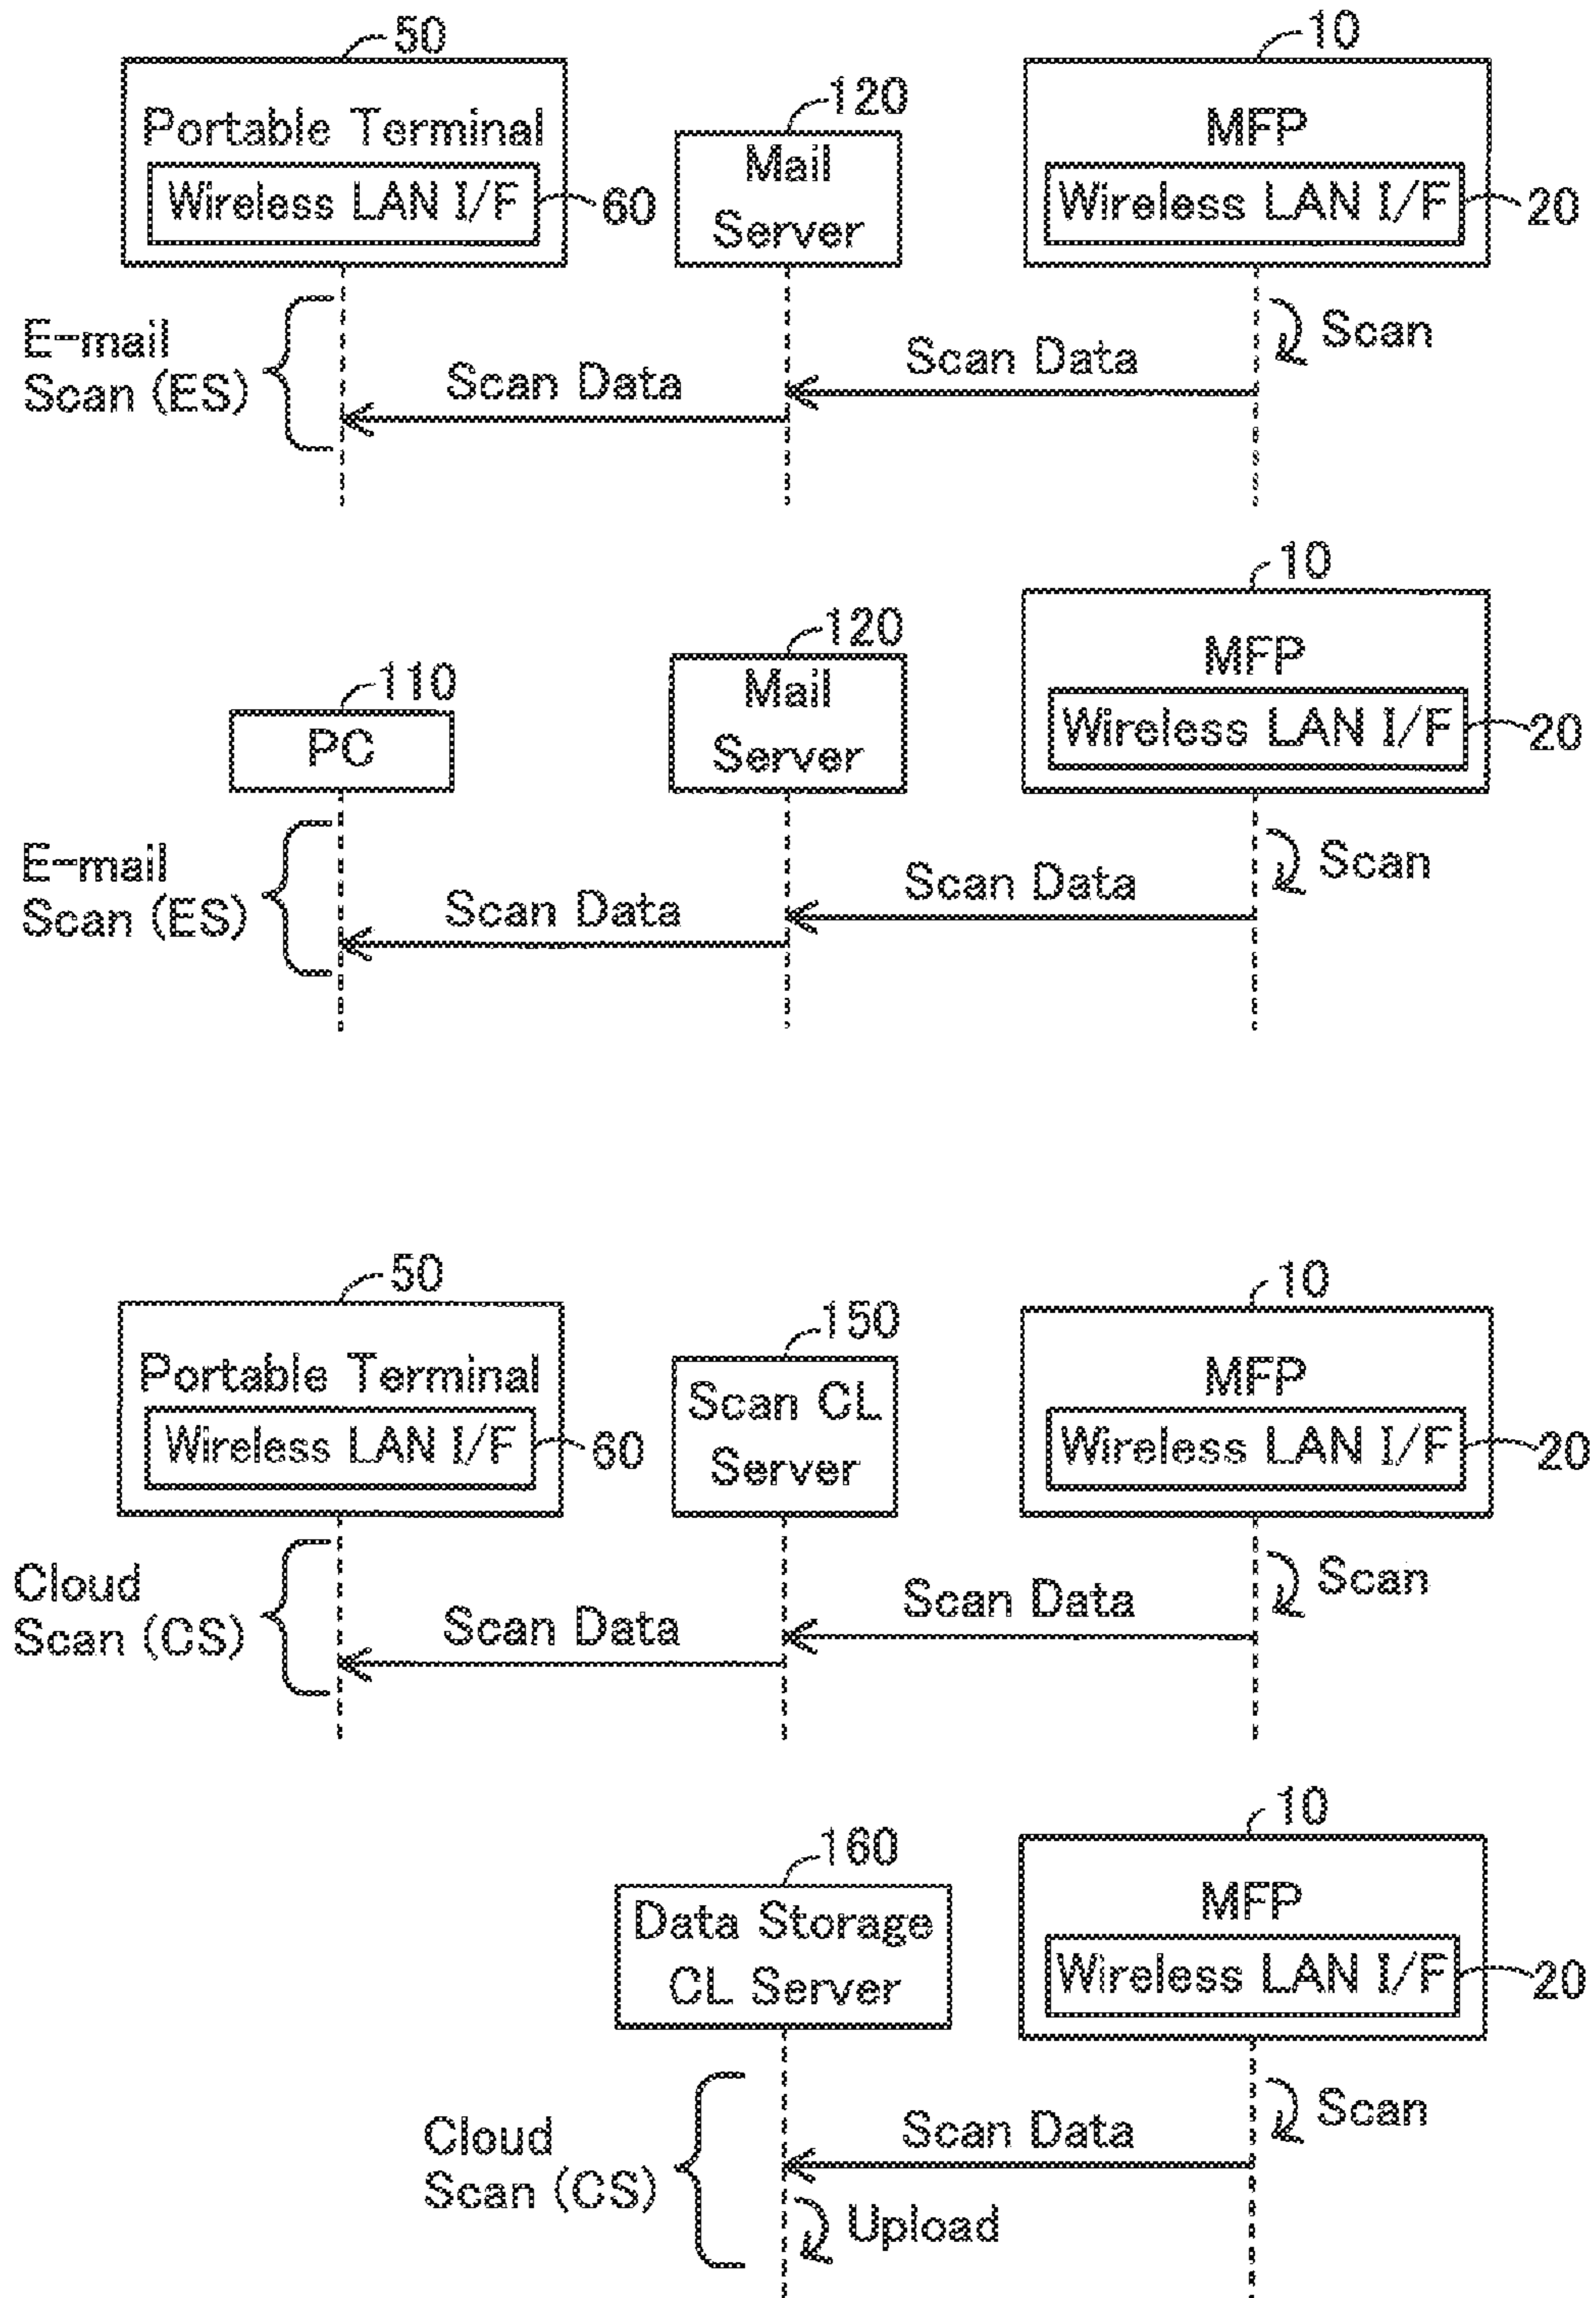 50
10
120
Portable Terminal
Wireless LAN I/F
60
Mail
Server
MFP
Wireless LAN I/F
20
E-mail
Scan (ES)
Scan Data
Scan Data
Scan
10
120
110
PC
Mail
Server
MFP
Wireless LAN I/F
20
E-mail
Scan (ES)
Scan Data
Scan Data
Scan
50
10
150
Portable Terminal
Wireless LAN I/F
60
Scan CL
Server
MFP
Wireless LAN I/F
20
Cloud
Scan (CS)
Scan Data
Scan Data
Scan
10
160
Data Storage
CL Server
MFP
Wireless LAN I/F
20
Cloud
Scan (CS)
Scan Data
Scan
Upload